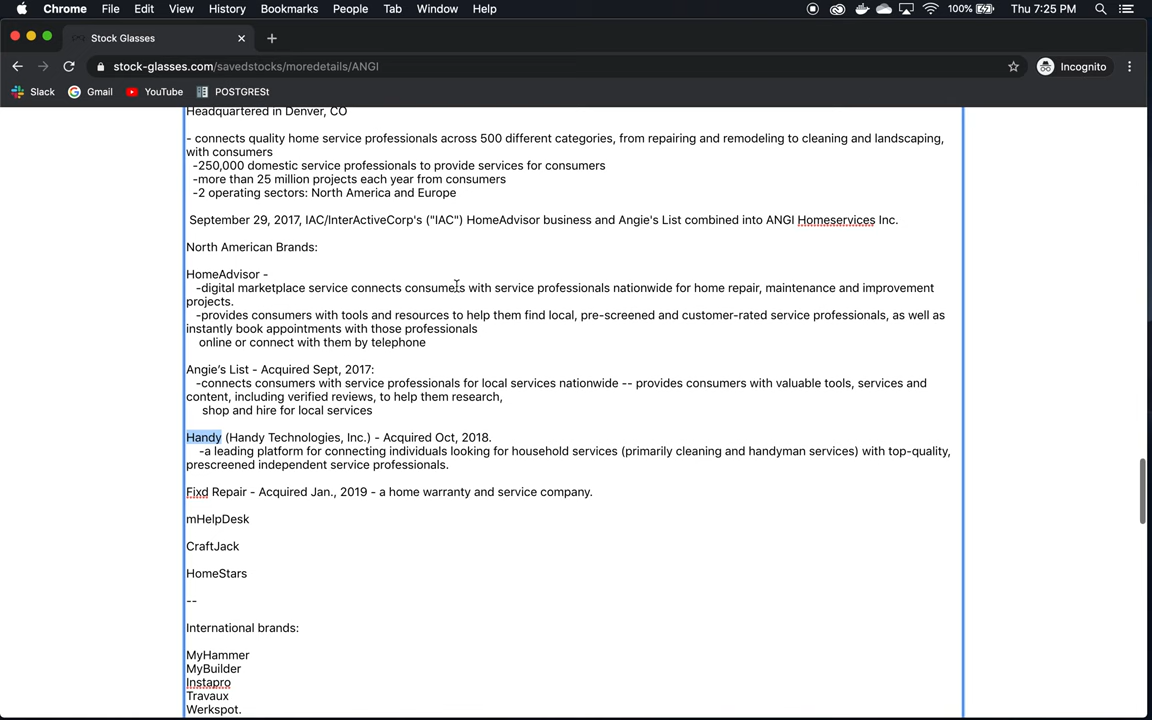 Chrome File Edit View History Bookmarks People Tab Window Help 100% Thu 7:25 PM
Stock Glasses
stock-glasses.com/savedstocks/moredetails/ANGI Incognito
Slack Gmail YouTube POSTGRESt
Headquartered in Denver, CO
- connects quality home service professionals across 500 different categories, from repairing and remodeling to cleaning and landscaping,
with consumers
-250,000 domestic service professionals to provide services for consumers
-more than 25 million projects each year from consumers
-2 operating sectors: North America and Europe
September 29, 2017, IAC/InterActiveCorp's ("IAC") HomeAdvisor business and Angie's List combined into ANGI Homeservices Inc.
North American Brands:
HomeAdvisor -
-digital marketplace service connects consumers with service professionals nationwide for home repair, maintenance and improvement
projects.
-provides consumers with tools and resources to help them find local, pre-screened and customer-rated service professionals, as well as
instantly book appointments with those professionals
online or connect with them by telephone
Angie's List - Acquired Sept, 2017:
-connects consumers with service professionals for local services nationwide -- provides consumers with valuable tools, services and
content, including verified reviews, to help them research,
shop and hire for local services
Handy (Handy Technologies, Inc.) - Acquired Oct, 2018.
-a leading platform for connecting individuals looking for household services (primarily cleaning and handyman services) with top-quality,
prescreened independent service professionals.
Fixd Repair - Acquired Jan., 2019 - a home warranty and service company.
mHelpDesk
CraftJack
HomeStars
--
International brands:
MyHammer
MyBuilder
Instapro
Travaux
Werkspot.